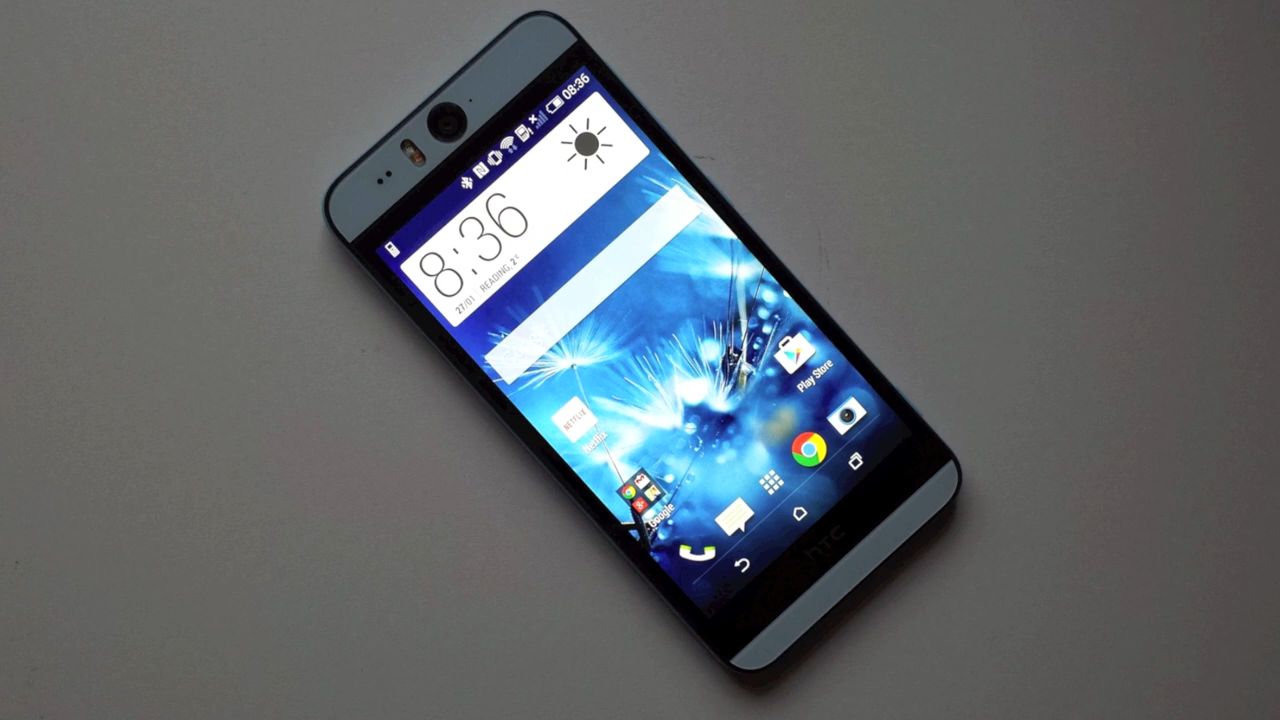 08:36
8:36
27/01 READING, 2°C
Play Store
NETFLIX
Netflix
Google
hTC